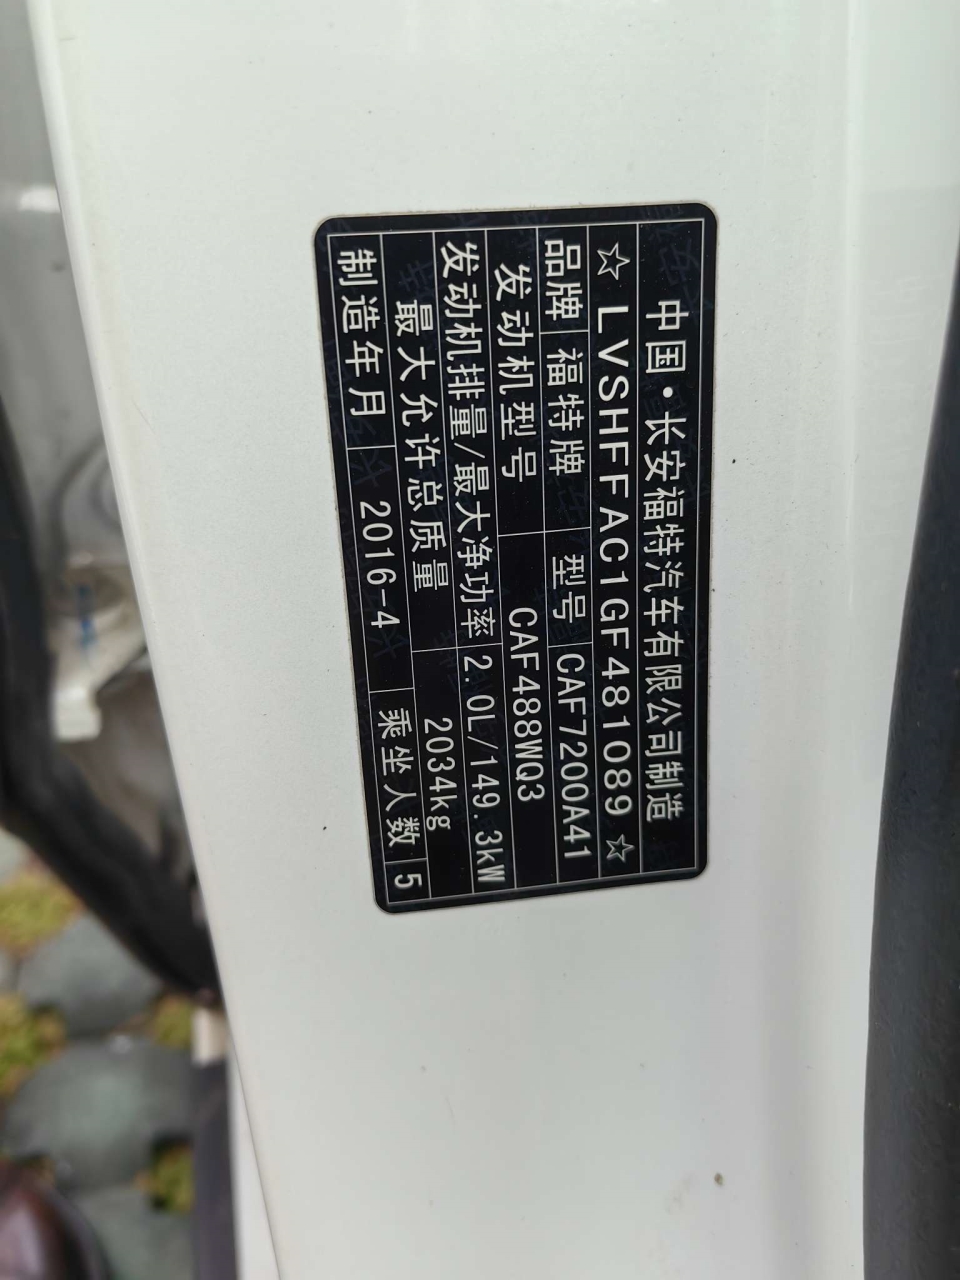 中国·长安福特汽车有限公司制造
☆LVSHFFAC1GF481089☆
品牌 福特牌 型号 CAF7200A41
发动机型号 CAF488WQ3
发动机排量/最大净功率 2.0L/149.3kW
最大允许总质量 2034kg
制造年月 2016-4 乘坐人数 5